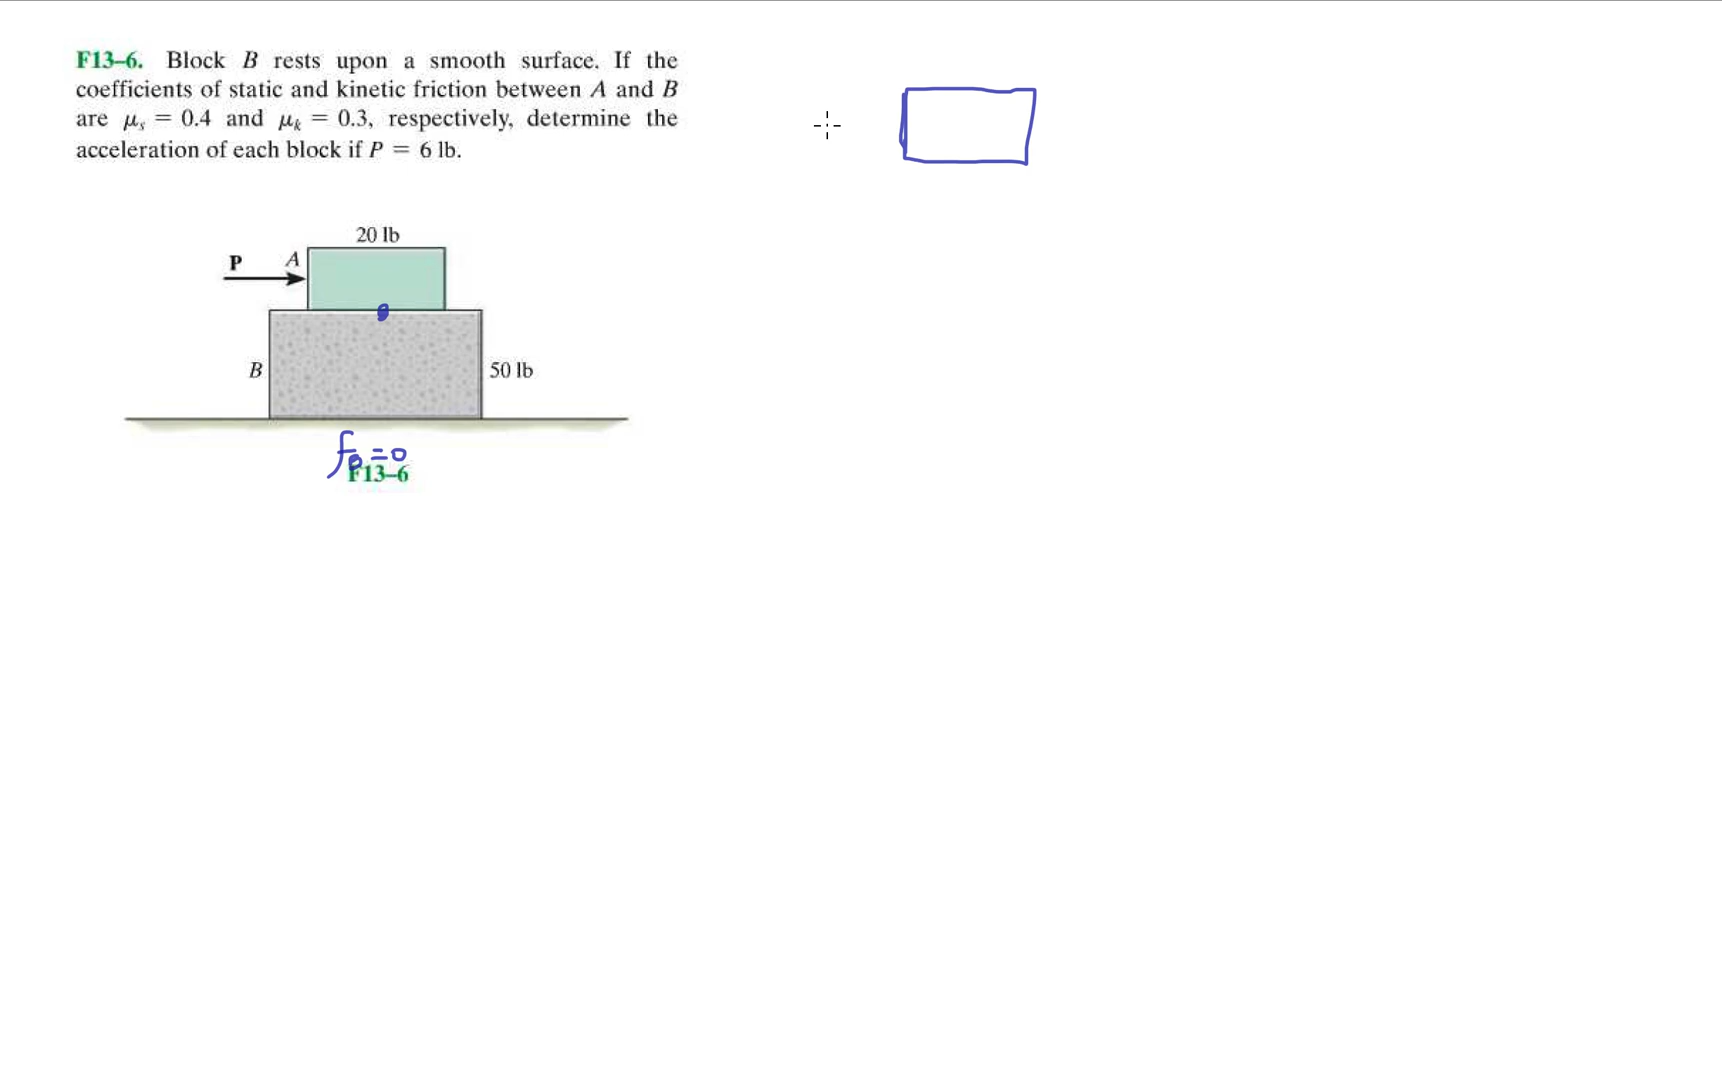 F13–6. Block B rests upon a smooth surface. If the
coefficients of static and kinetic friction between A and B
are μs = 0.4 and μk = 0.3, respectively, determine the
acceleration of each block if P = 6 lb.
20 lb
P A
B 50 lb
fB=0
F13–6